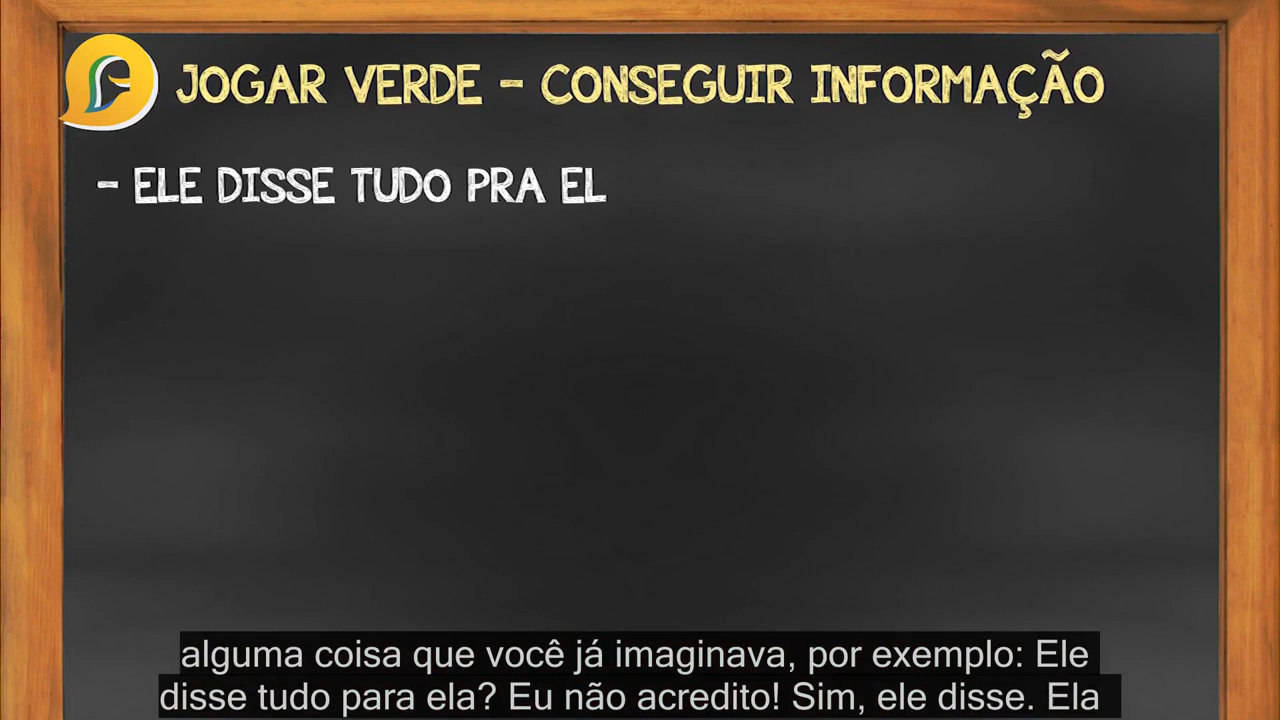 JOGAR VERDE - CONSEGUIR INFORMAÇÃO
- ELE DISSE TUDO PRA EL
alguma coisa que você já imaginava, por exemplo: Ele
disse tudo para ela? Eu não acredito! Sim, ele disse. Ela